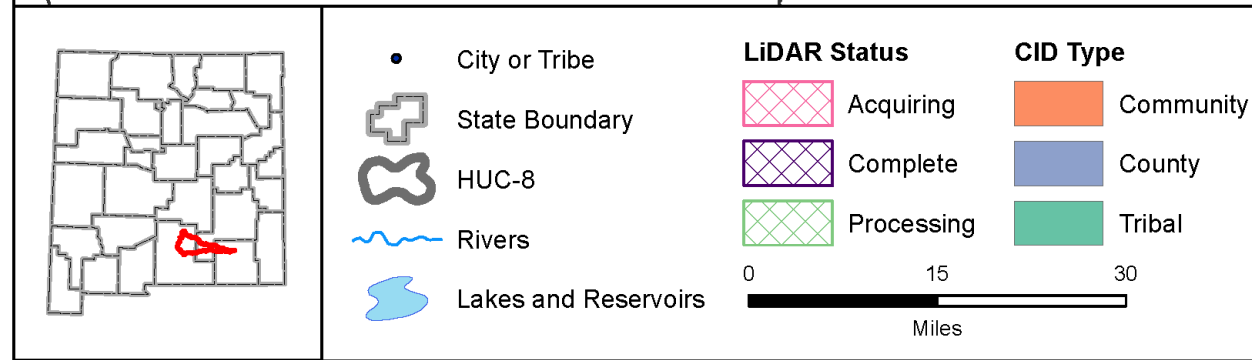 City or Tribe
State Boundary
HUC-8
Rivers
Lakes and Reservoirs
LiDAR Status
Acquiring
Complete
Processing
CID Type
Community
County
Tribal
0 15 30
Miles